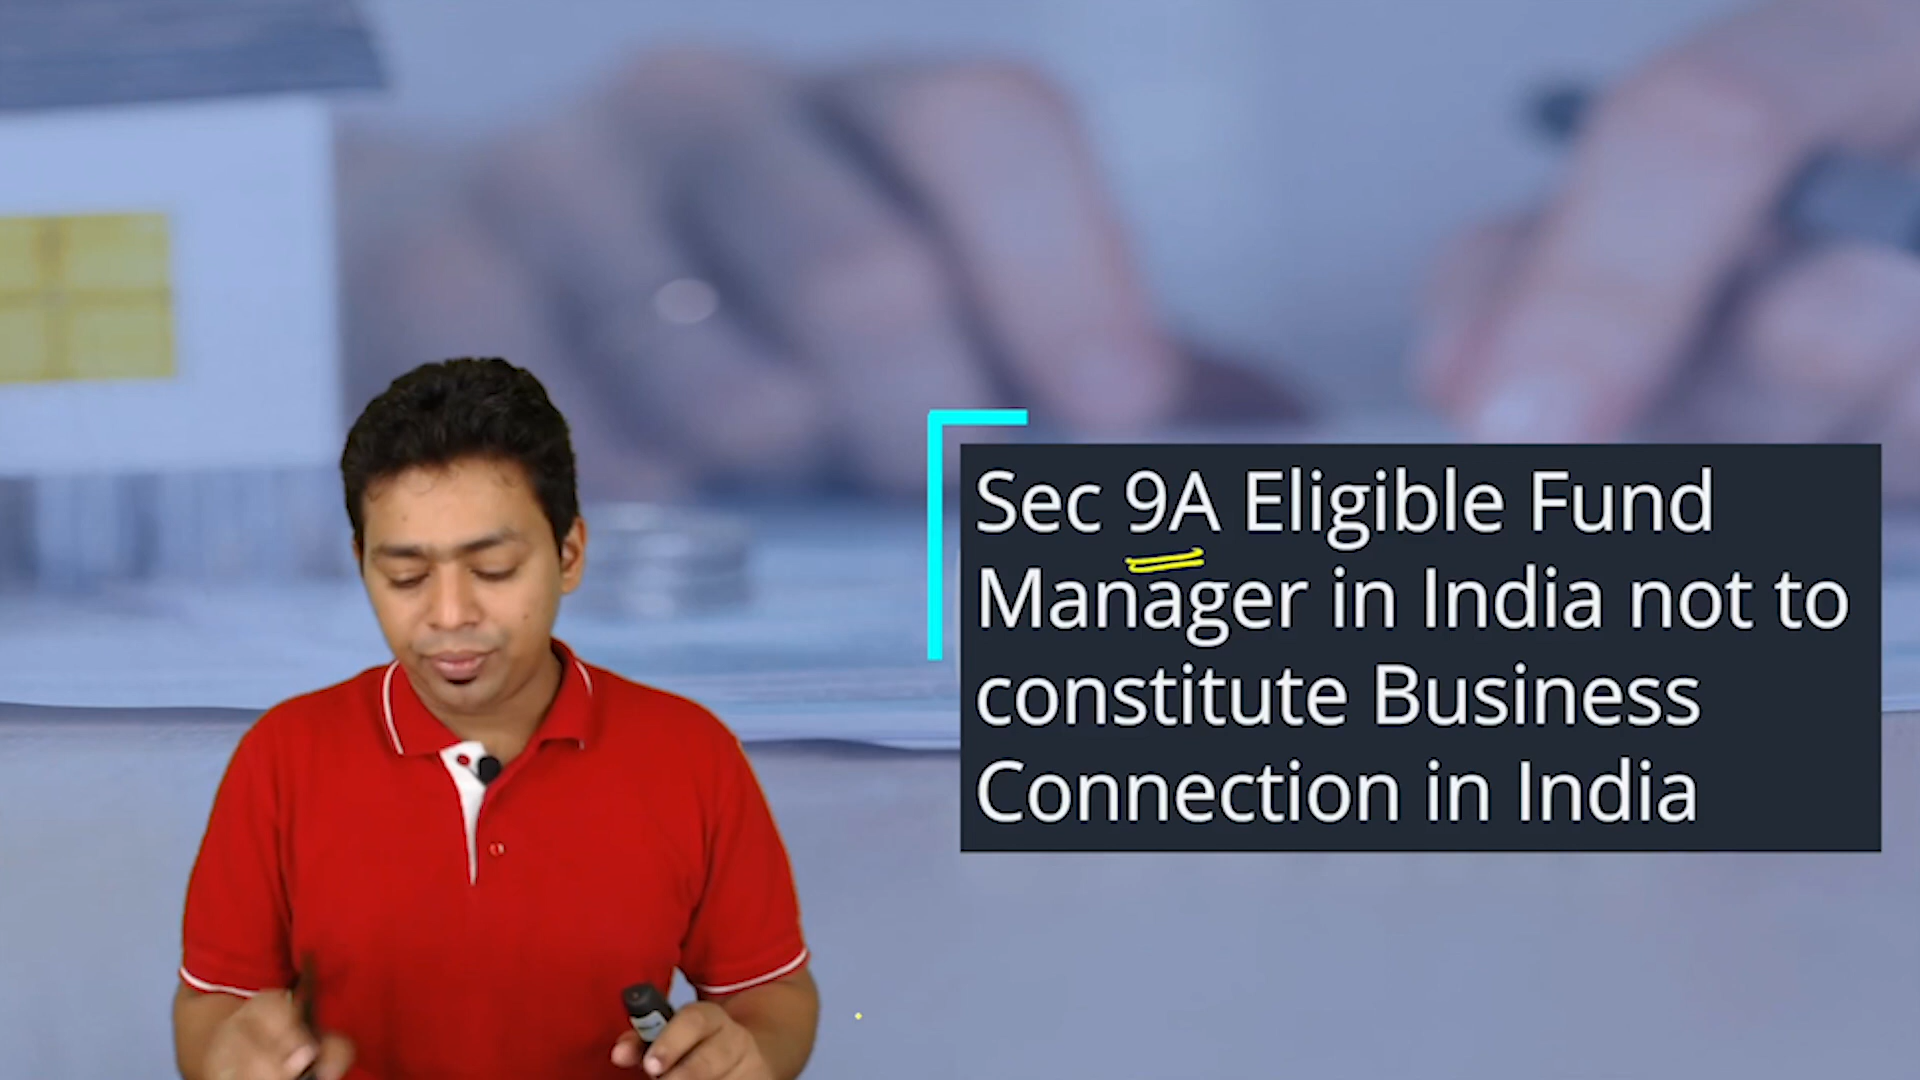 Sec 9A Eligible Fund
Manager in India not to
constitute Business
Connection in India